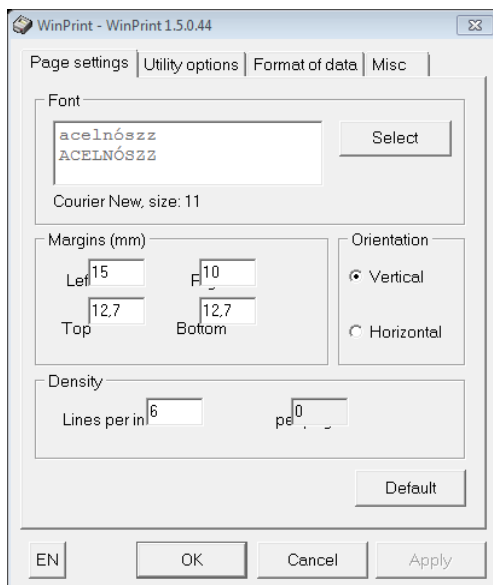 WinPrint - WinPrint 1.5.0.44
Page settings Utility options Format of data Misc
Font
acelnószz
ACELNÓSZZ
Select
Courier New, size: 11
Margins (mm)
15
10
12,7
12,7
Top Bottom
Orientation
Vertical
Horizontal
Density
Lines per in 6
0
Default
EN OK Cancel Apply